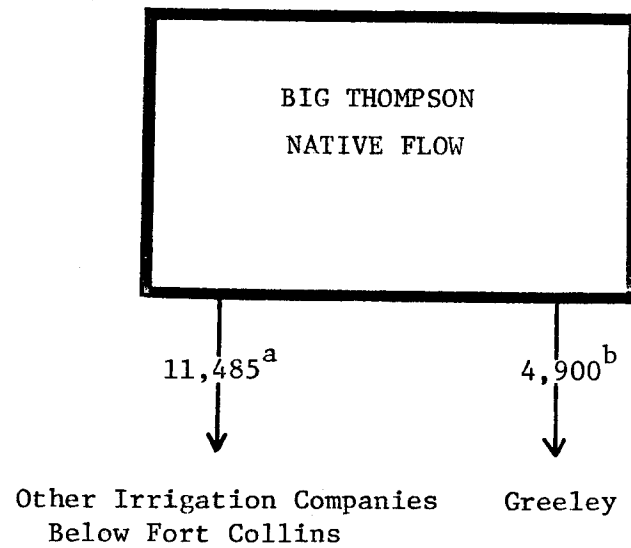 BIG THOMPSON
NATIVE FLOW
11,485a
4,900b
Other Irrigation Companies
Below Fort Collins
Greeley